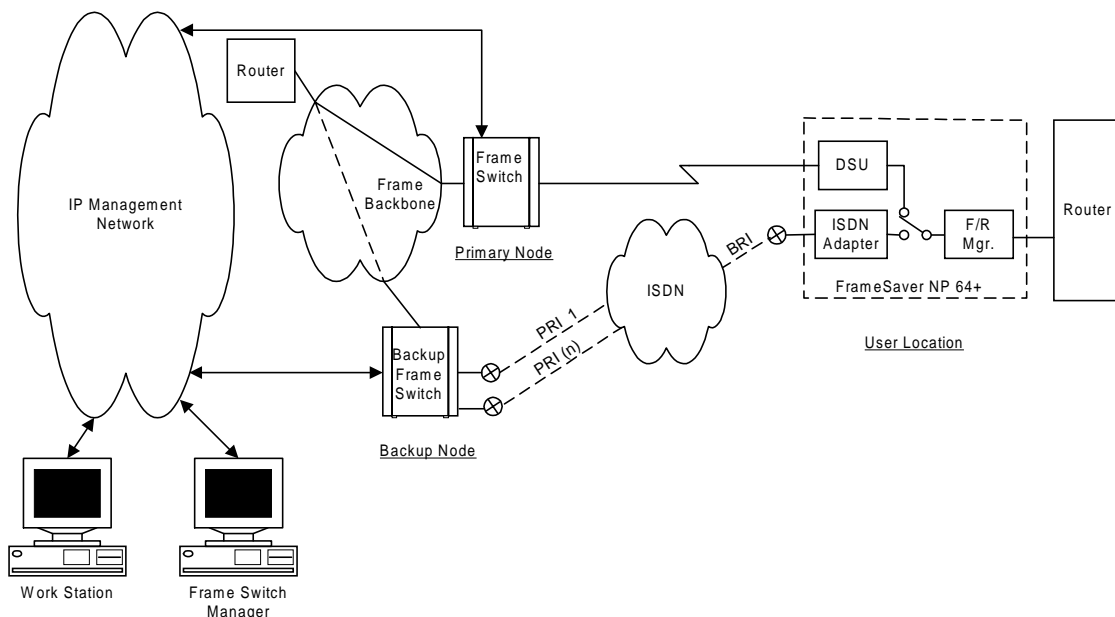 Router
IP Management
Network
Frame
Backbone
Frame
Switch
Primary Node
DSU
ISDN
Adapter
F/R
Mgr.
FrameSaver NP 64+
Router
User Location
BRI
ISDN
PRI 1
PRI (n)
Backup
Frame
Switch
Backup Node
Work Station
Frame Switch
Manager